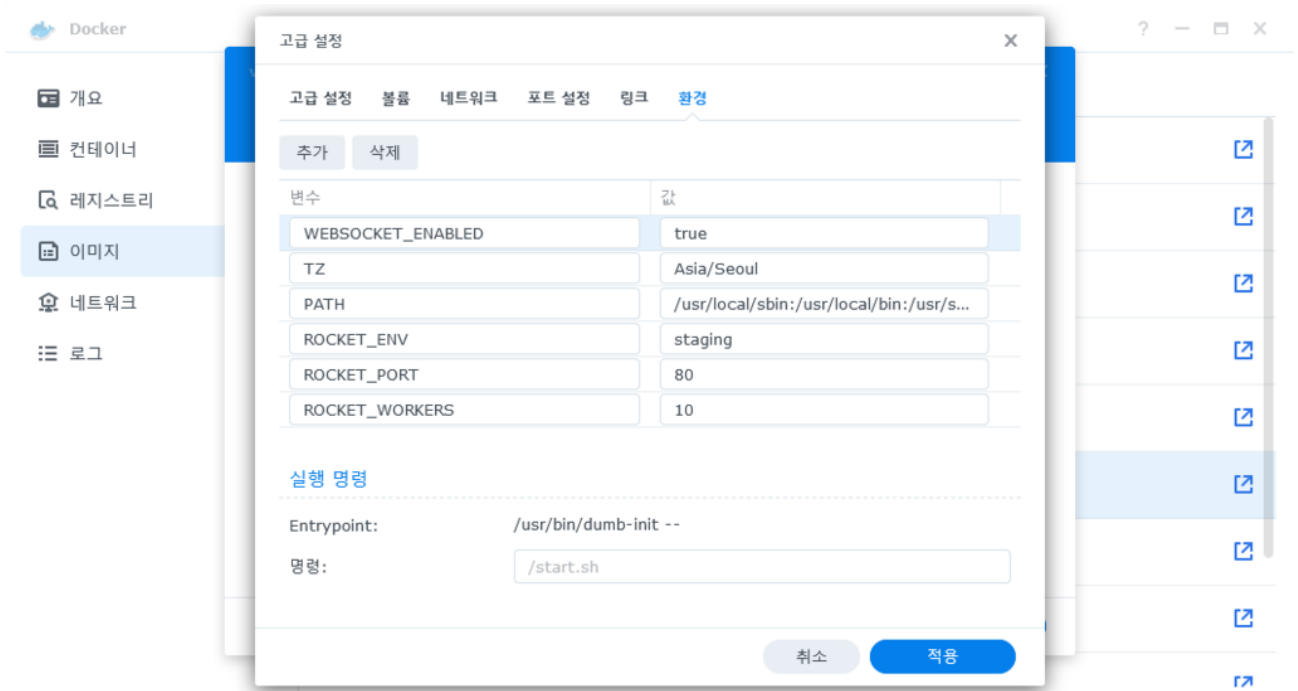 Docker
고급 설정
개요
컨테이너
레지스트리
이미지
네트워크
로그
고급 설정 볼륨 네트워크 포트 설정 링크 환경
추가 삭제
변수 값
WEBSOCKET_ENABLED true
TZ Asia/Seoul
PATH /usr/local/sbin:/usr/local/bin:/usr/s...
ROCKET_ENV staging
ROCKET_PORT 80
ROCKET_WORKERS 10
실행 명령
Entrypoint: /usr/bin/dumb-init --
명령: /start.sh
취소 적용